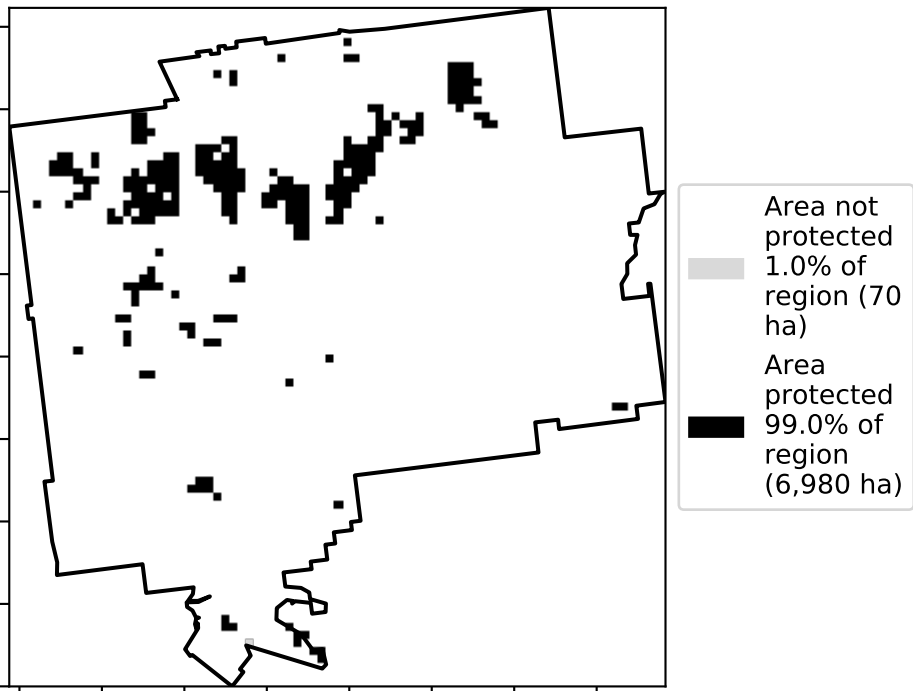 Area not
protected
1.0% of
region (70
ha)
Area
protected
99.0% of
region
(6,980 ha)